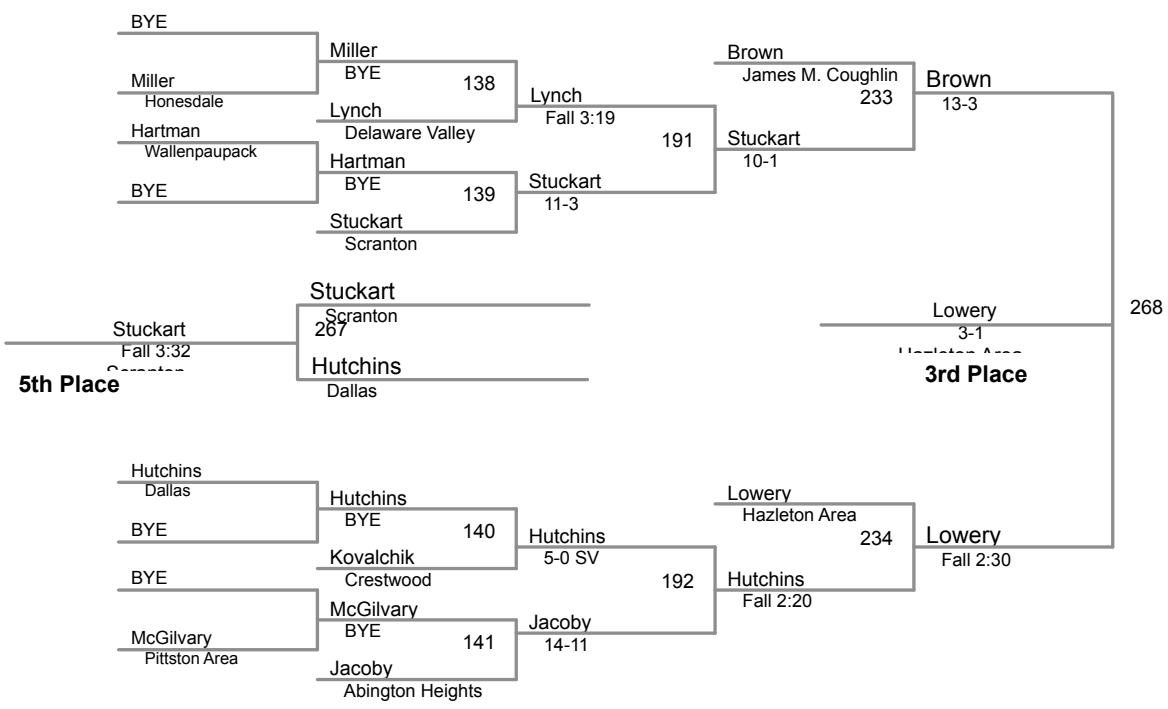 BYE
Miller
Honesdale
Hartman
Wallenpaupack
BYE
Miller
BYE
138
Lynch
Delaware Valley
Hartman
BYE
139
Stuckart
Scranton
Lynch
Fall 3:19
191
Stuckart
11-3
Brown
James M. Coughlin
233
Stuckart
10-1
Brown
13-3
Stuckart
Scranton
267
Hutchins
Dallas
Stuckart
Fall 3:32
Scranton
5th Place
Lowery
3-1
Hazleton Area
3rd Place
268
Hutchins
Dallas
BYE
BYE
McGilvary
Pittston Area
Hutchins
BYE
140
Kovalchik
Crestwood
McGilvary
BYE
141
Jacoby
Abington Heights
Hutchins
5-0 SV
192
Jacoby
14-11
Lowery
Hazleton Area
234
Hutchins
Fall 2:20
Lowery
Fall 2:30